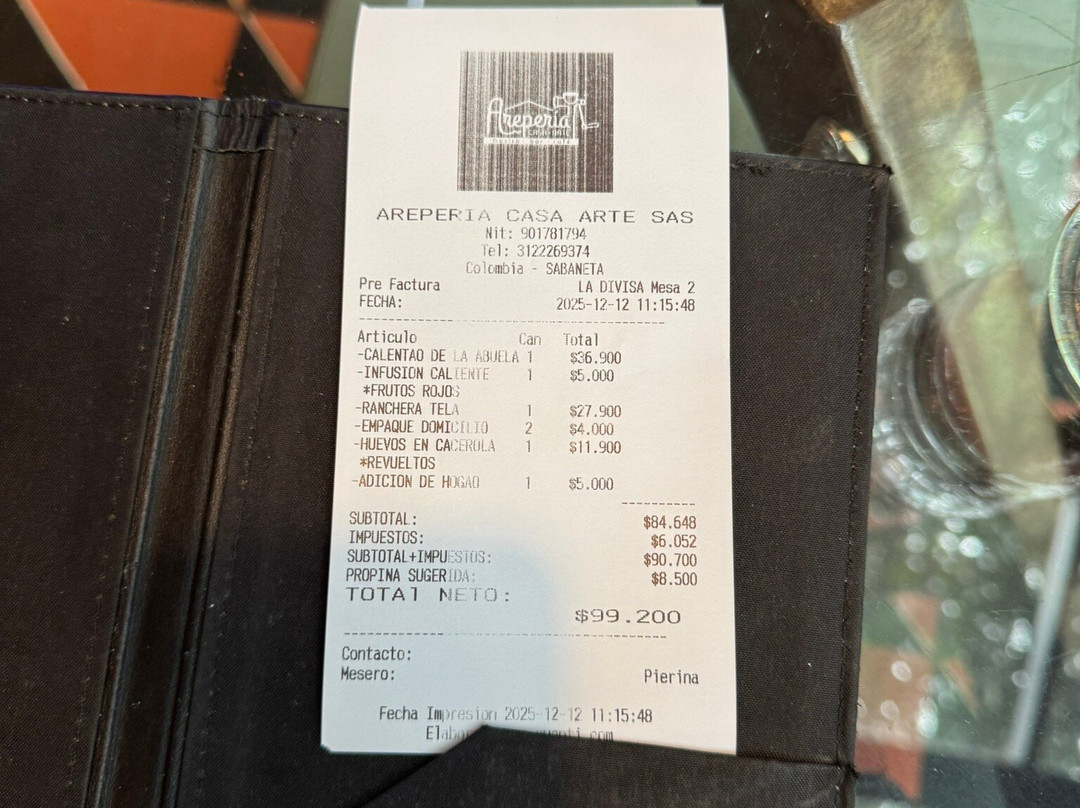 Areperia
AREPERIA CASA ARTE SAS
Nit: 901781794
Tel: 3122269374
Colombia - SABANETA
Pre Factura LA DIVISA Mesa 2
FECHA: 2025-12-12 11:15:48
Articulo Can Total
-CALENTAO DE LA ABUELA 1 $36.900
-INFUSION CALIENTE 1 $5.000
*FRUTOS ROJOS
-RANCHERA TELA 1 $27.900
-EMPAQUE DOMICILIO 2 $4.000
-HUEVOS EN CACEROLA 1 $11.900
*REVUELTOS
-ADICION DE HOGAO 1 $5.000
SUBTOTAL: $84.648
IMPUESTOS: $6.052
SUBTOTAL+IMPUESTOS: $90.700
PROPINA SUGERIDA: $8.500
TOTAl NETO:
$99.200
Contacto:
Mesero: Pierina
Fecha Impresion 2025-12-12 11:15:48